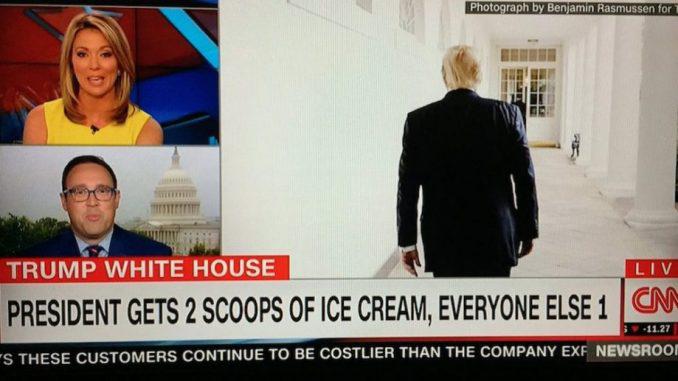 Photograph by Benjamin Rasmussen for T
TRUMP WHITE HOUSE
LIV
PRESIDENT GETS 2 SCOOPS OF ICE CREAM, EVERYONE ELSE 1
CNN
-11.27
THESE CUSTOMERS CONTINUE TO BE COSTLIER THAN THE COMPANY
NEWSROO